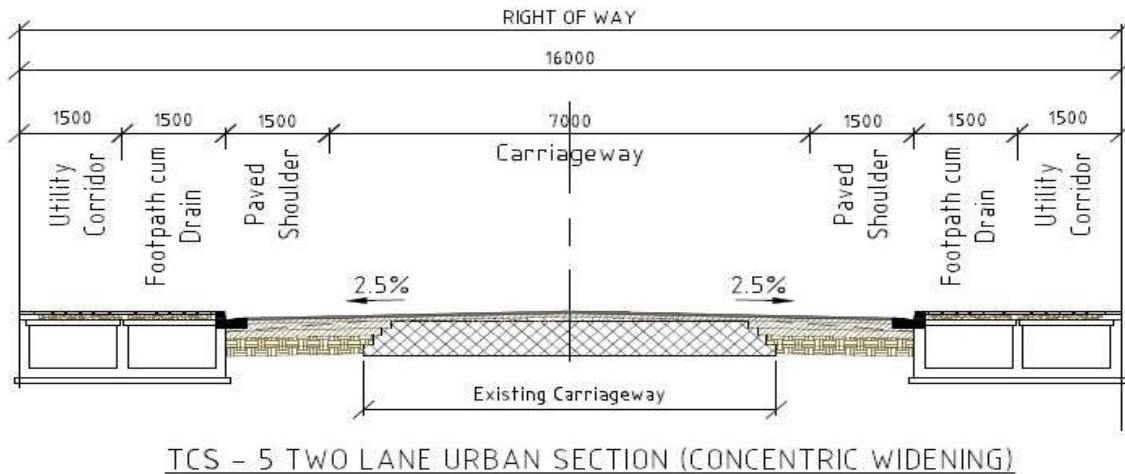 RIGHT OF WAY
16000
1500 1500 1500 7000 1500 1500 1500
Carriageway
Utility
Corridor
Footpath cum
Drain
Paved
Shoulder
Paved
Shoulder
Footpath cum
Drain
Utility
Corridor
2.5% 2.5%
Existing Carriageway
TCS - 5 TWO LANE URBAN SECTION (CONCENTRIC WIDENING)